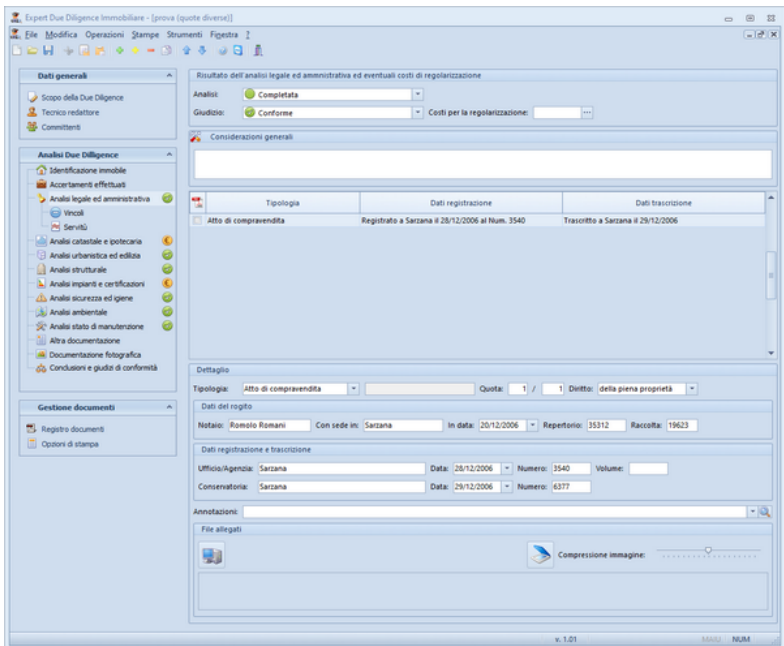 Expert Due Diligence Immobiliare - [prova (quote diverse)]
File Modifica Operazioni Stampe Strumenti Finestra ?
Dati generali
Scopo della Due Diligence
Tecnico redattore
Committenti
Analisi Due Dilligence
Identificazione immobile
Accertamenti effettuati
Analisi legale ed amministrativa
Vincoli
Servitù
Analisi catastale e ipotecaria
Analisi urbanistica ed edilizia
Analisi strutturale
Analisi impianti e certificazioni
Analisi sicurezza ed igiene
Analisi ambientale
Analisi stato di manutenzione
Altra documentazione
Documentazione fotografica
Conclusioni e giudizi di conformità
Gestione documenti
Registro documenti
Opzioni di stampa
Risultato dell'analisi legale ed ammnistrativa ed eventuali costi di regolarizzazione
Analisi: Completata
Giudizio: Conforme Costi per la regolarizzazione:
Considerazioni generali
Tipologia Dati registrazione Dati trascrizione
Atto di compravendita Registrato a Sarzana il 28/12/2006 al Num. 3540 Trascritto a Sarzana il 29/12/2006
Dettaglio
Tipologia: Atto di compravendita Quota: 1 / 1 Diritto: della piena proprietà
Dati del rogito
Notaio: Romolo Romani Con sede in: Sarzana In data: 20/12/2006 Repertorio: 35312 Raccolta: 19623
Dati registrazione e trascrizione
Ufficio/Agenzia: Sarzana Data: 28/12/2006 Numero: 3540 Volume:
Conservatoria: Sarzana Data: 29/12/2006 Numero: 6377
Annotazioni:
File allegati
Compressione immagine:
v. 1.01 MAIU NUM